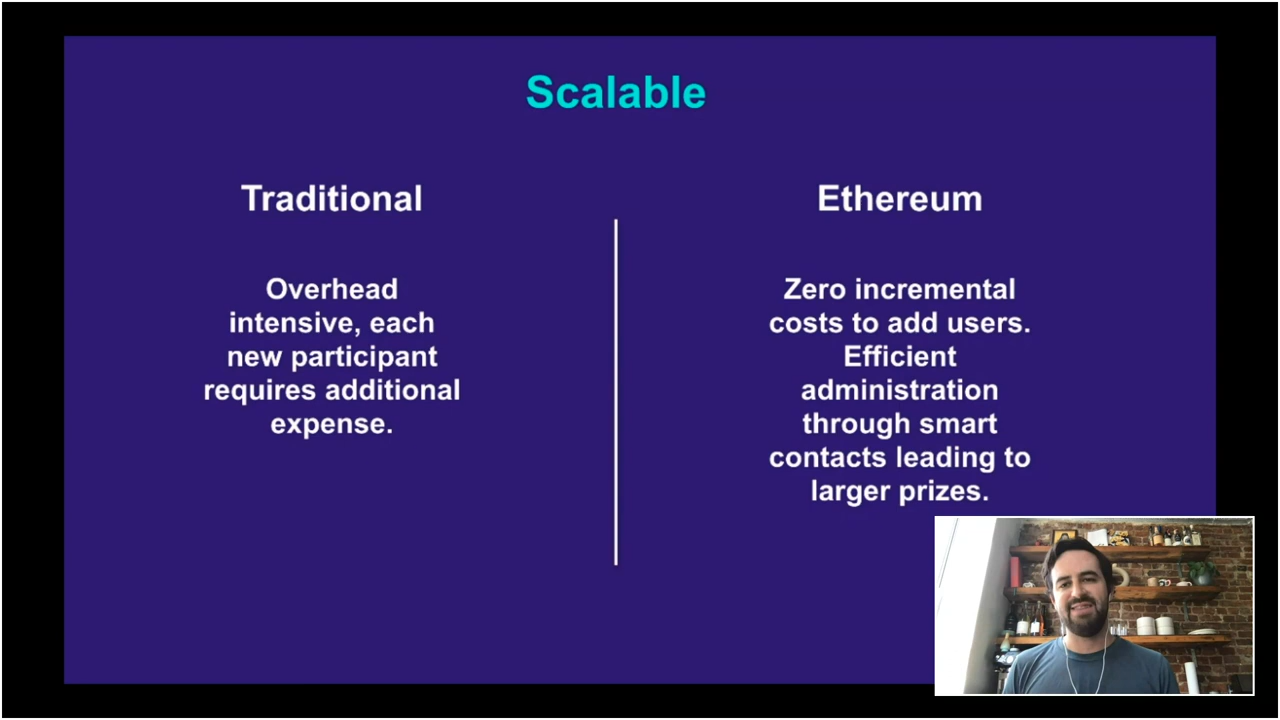 Scalable
Traditional
Overhead
intensive, each
new participant
requires additional
expense.
Ethereum
Zero incremental
costs to add users.
Efficient
administration
through smart
contacts leading to
larger prizes.